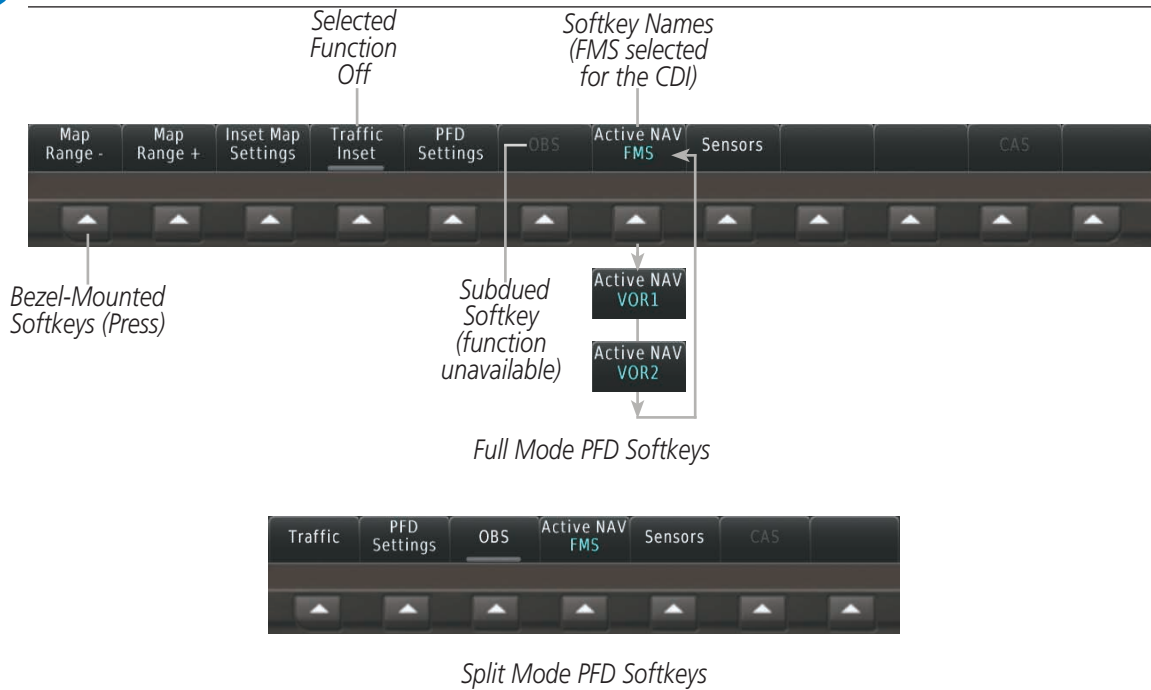 Selected
Function
Off
Softkey Names
(FMS selected
for the CDI)
Map
Range -
Map
Range +
Inset Map
Settings
Traffic
Inset
PFD
Settings
OBS
Active NAV
FMS
Sensors
CAS
Bezel-Mounted
Softkeys (Press)
Subdued
Softkey
(function
unavailable)
Active NAV
VOR1
Active NAV
VOR2
Full Mode PFD Softkeys
Traffic
PFD
Settings
OBS
Active NAV
FMS
Sensors
CAS
Split Mode PFD Softkeys